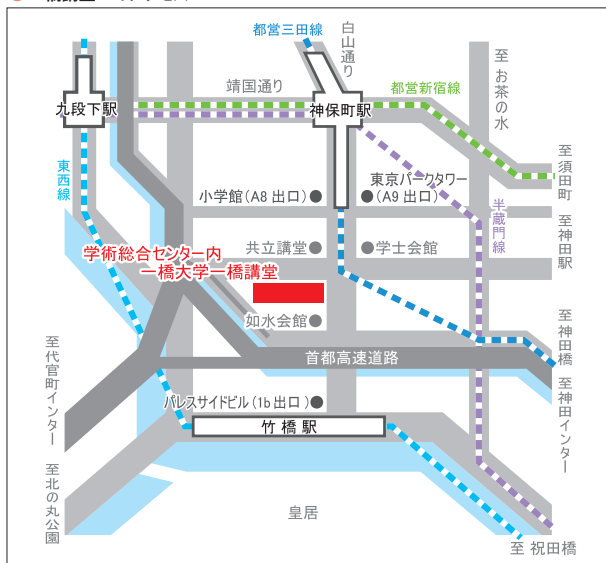 都営三田線
白山通り
靖国通り
都営新宿線
至お茶の水
九段下駅
神保町駅
東西線
小学館（A8 出口）
東京パークタワー
（A9 出口）
至須田町
半蔵門線
至神田駅
共立講堂
学士会館
学術総合センター内
一橋大学一橋講堂
如水会館
首都高速道路
至神田橋
至代官町インター
至神田インター
パレスサイドビル（1b 出口）
竹橋駅
至北の丸公園
皇居
至 祝田橋